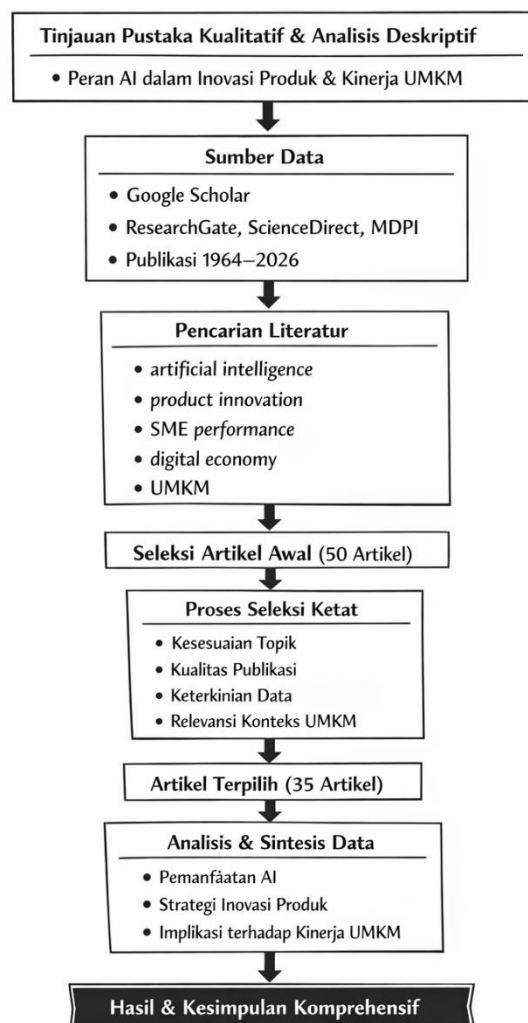 Tinjauan Pustaka Kualitatif & Analisis Deskriptif
• Peran AI dalam Inovasi Produk & Kinerja UMKM
Sumber Data
• Google Scholar
• ResearchGate, ScienceDirect, MDPI
• Publikasi 1964–2026
Pencarian Literatur
• artificial intelligence
• product innovation
• SME performance
• digital economy
• UMKM
Seleksi Artikel Awal (50 Artikel)
Proses Seleksi Ketat
• Kesesuaian Topik
• Kualitas Publikasi
• Keterkinian Data
• Relevansi Konteks UMKM
Artikel Terpilih (35 Artikel)
Analisis & Sintesis Data
• Pemanfáatan AI
• Strategi Inovasi Produk
• Implikasi terhadap Kinerja UMKM
Hasil & Kesimpulan Komprehensif